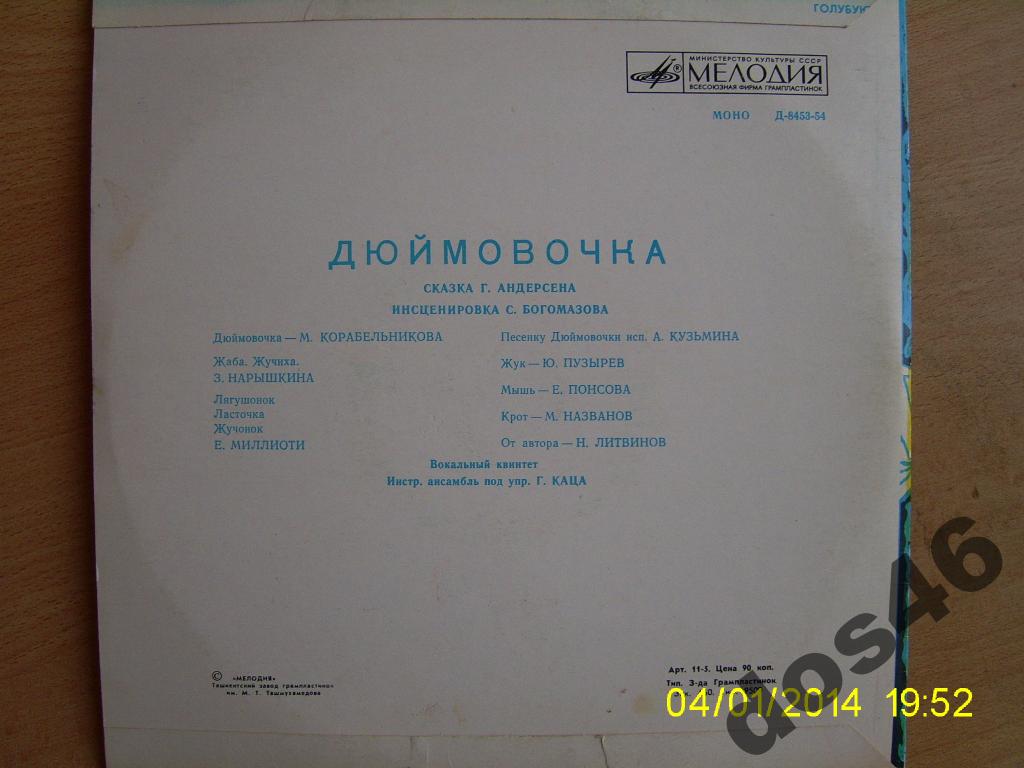 ГОЛУБУЮ
МИНИСТЕРСТВО КУЛЬТУРЫ СССР
® МЕЛОДИЯ
ВСЕСОЮЗНАЯ ФИРМА ГРАМПЛАСТИНОК
МОНО Д-8453-54
ДЮЙМОВОЧКА
СКАЗКА Г. АНДЕРСЕНА
ИНСЦЕНИРОВКА С. БОГОМАЗОВА
Дюймовочка — М. КОРАБЕЛЬНИКОВА
Жаба. Жучиха.
З. НАРЫШКИНА
Лягушонок
Ласточка
Жучонок
Е. МИЛЛИОТИ
Песенку Дюймовочки исп. А. КУЗЬМИНА
Жук — Ю. ПУЗЫРЕВ
Мышь — Е. ПОНСОВА
Крот — М. НАЗВАНОВ
От автора — Н. ЛИТВИНОВ
Вокальный квинтет
Инстр. ансамбль под упр. Г. КАЦА
© «МЕЛОДИЯ»
Ташкентский завод грампластинок
им. М. Т. Ташмухамедова
Арт. 11-5. Цена 90 коп.
Тип. З-да Грампластинок
04/01/2014 19:52
dos46